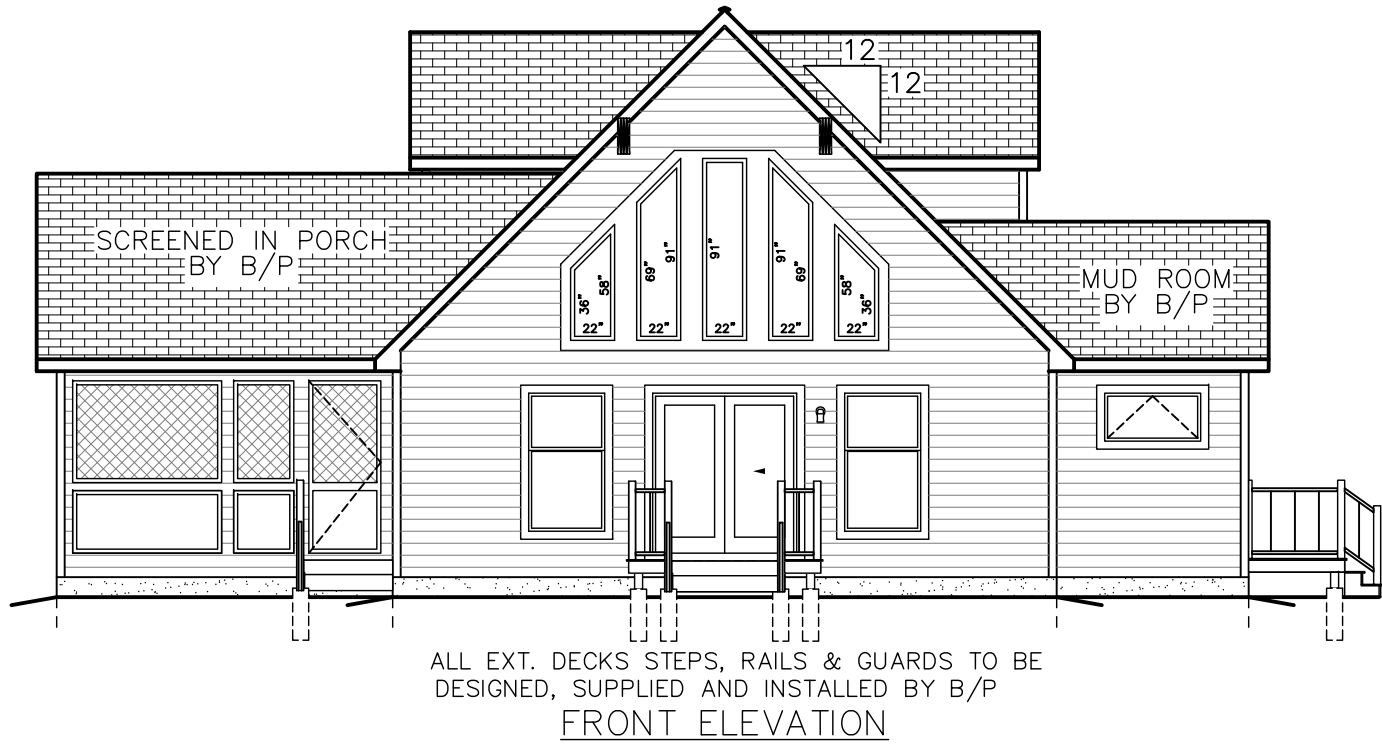 12
12
SCREENED IN PORCH
BY B/P
MUD ROOM
BY B/P
36" 58"
22"
69" 91"
22"
91"
22"
91" 69"
22"
58" 36"
22"
ALL EXT. DECKS STEPS, RAILS & GUARDS TO BE
DESIGNED, SUPPLIED AND INSTALLED BY B/P
FRONT ELEVATION